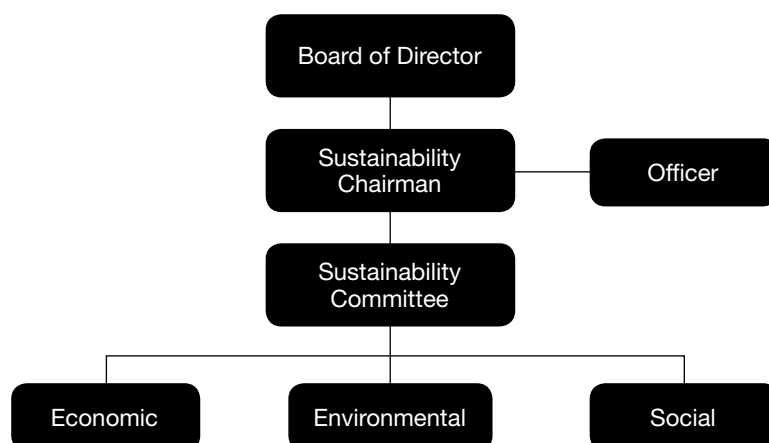 Board of Director
Sustainability
Chairman
Officer
Sustainability
Committee
Economic
Environmental
Social